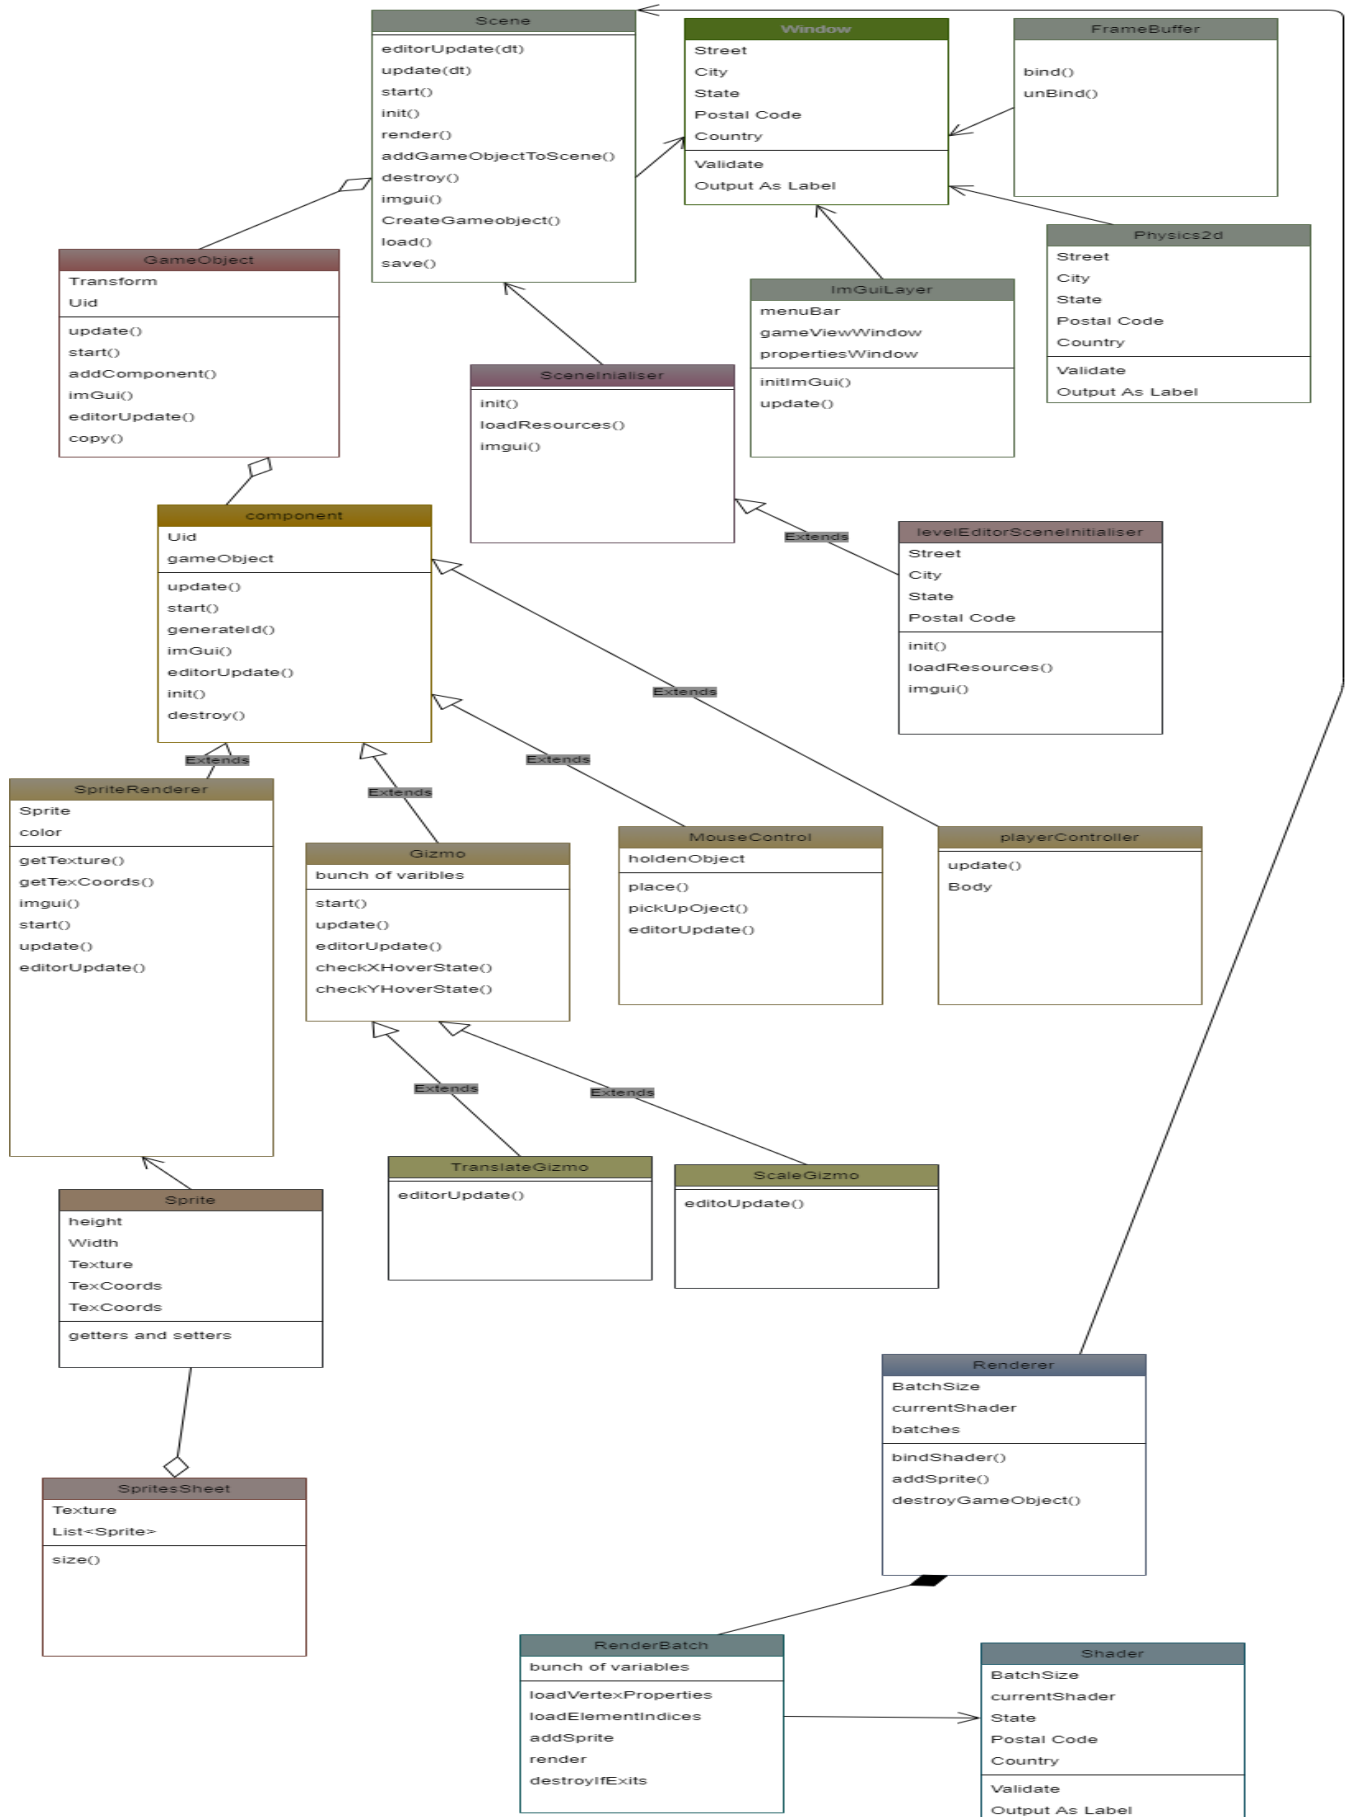 Scene
editorUpdate(dt)
update(dt)
start()
init()
render()
addGameObjectToScene()
destroy()
imgui()
CreateGameobject()
load()
save()
Window
Street
City
State
Postal Code
Country
Validate
Output As Label
FrameBuffer
bind()
unBind()
Physics2d
Street
City
State
Postal Code
Country
Validate
Output As Label
GameObject
Transform
Uid
update()
start()
addComponent()
imGui()
editorUpdate()
copy()
ImGuiLayer
menuBar
gameViewWindow
propertiesWindow
initImGui()
update()
SceneInialiser
init()
loadResources()
imgui()
Extends
levelEditorSceneInitialiser
Street
City
State
Postal Code
init()
loadResources()
imgui()
component
Uid
gameObject
update()
start()
generateId()
imGui()
editorUpdate()
init()
destroy()
Extends
Extends
Extends
Extends
SpriteRenderer
Sprite
color
getTexture()
getTexCoords()
imgui()
start()
update()
editorUpdate()
Gizmo
bunch of varibles
start()
update()
editorUpdate()
checkXHoverState()
checkYHoverState()
MouseControl
holdenObject
place()
pickUpOject()
editorUpdate()
playerController
update()
Body
Extends
Extends
TranslateGizmo
editorUpdate()
ScaleGizmo
editoUpdate()
Sprite
height
Width
Texture
TexCoords
TexCoords
getters and setters
SpritesSheet
Texture
List<Sprite>
size()
Renderer
BatchSize
currentShader
batches
bindShader()
addSprite()
destroyGameObject()
RenderBatch
bunch of variables
loadVertexProperties
loadElementIndices
addSprite
render
destroyIfExits
Shader
BatchSize
currentShader
State
Postal Code
Country
Validate
Output As Label